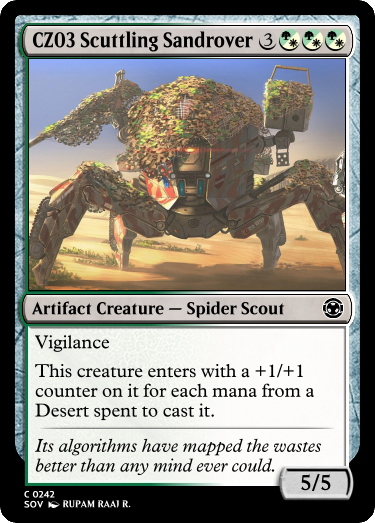 CZ03 Scuttling Sandrover 3
Artifact Creature — Spider Scout
Vigilance
This creature enters with a +1/+1
counter on it for each mana from a
Desert spent to cast it.
Its algorithms have mapped the wastes
better than any mind ever could.
5/5
C 0242
SOV RUPAM RAAJ R.